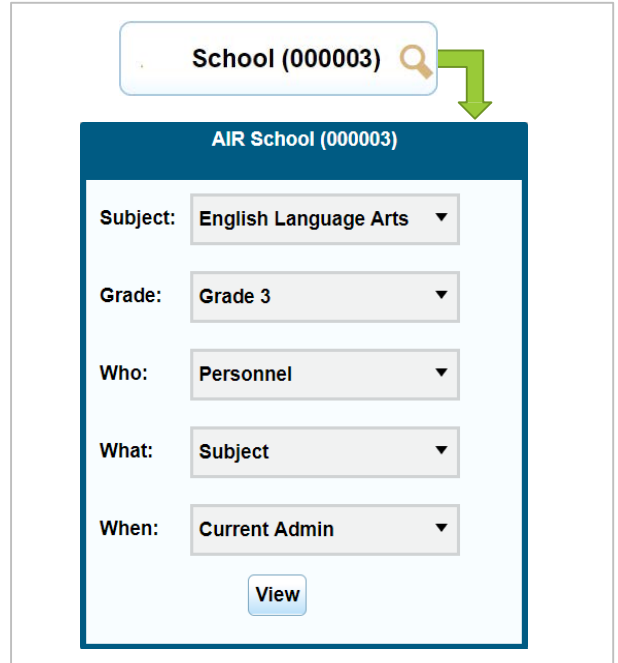 School (000003)
AIR School (000003)
Subject: English Language Arts
Grade: Grade 3
Who: Personnel
What: Subject
When: Current Admin
View